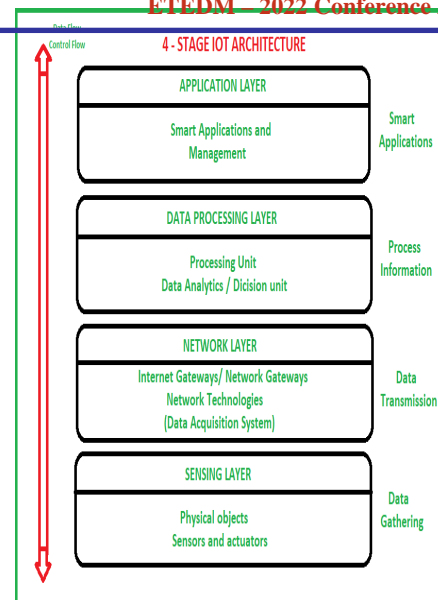 ETEDM – 2022 Conference
Data Flow
Control Flow
4 - STAGE IOT ARCHITECTURE
APPLICATION LAYER
Smart Applications and
Management
Smart
Applications
DATA PROCESSING LAYER
Processing Unit
Data Analytics / Dicision unit
Process
Information
NETWORK LAYER
Internet Gateways/ Network Gateways
Network Technologies
(Data Acquisition System)
Data
Transmission
SENSING LAYER
Physical objects
Sensors and actuators
Data
Gathering